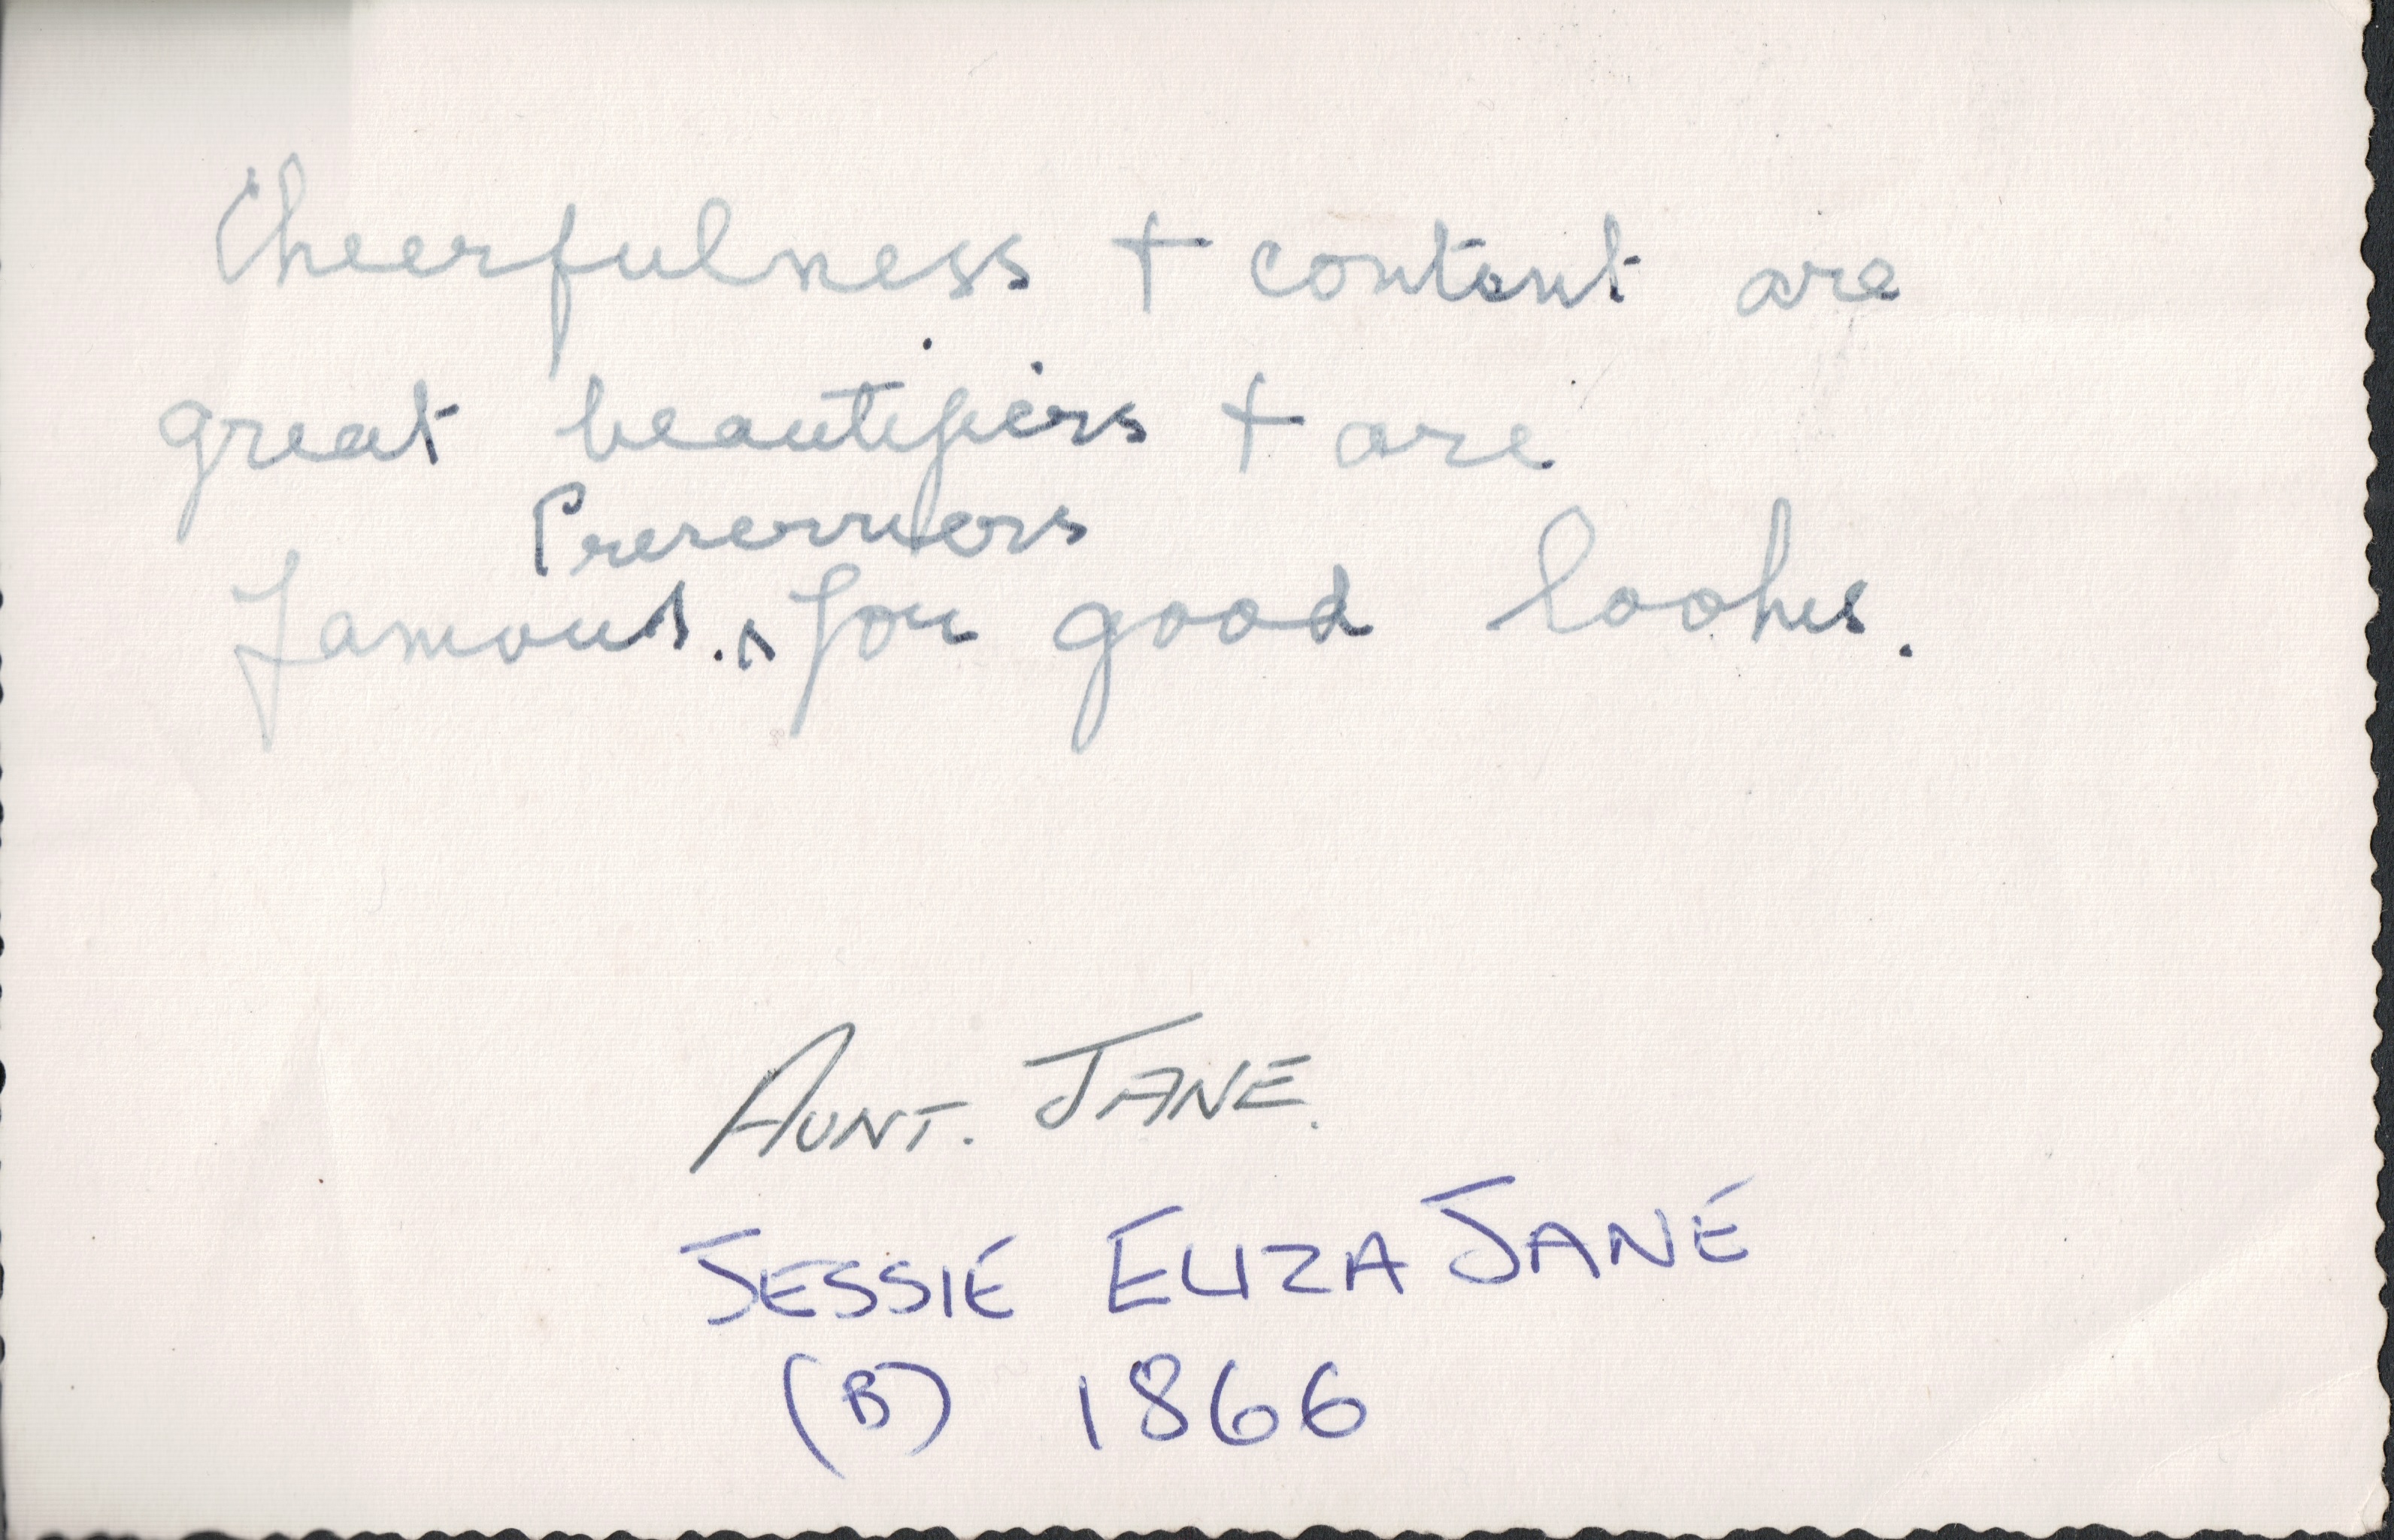 Cheerfulness + content are
great beautifiers + are
Preservers
famous. ^ for good looks.
AUNT. JANE.
JESSIE ELIZA JANE
(B) 1866